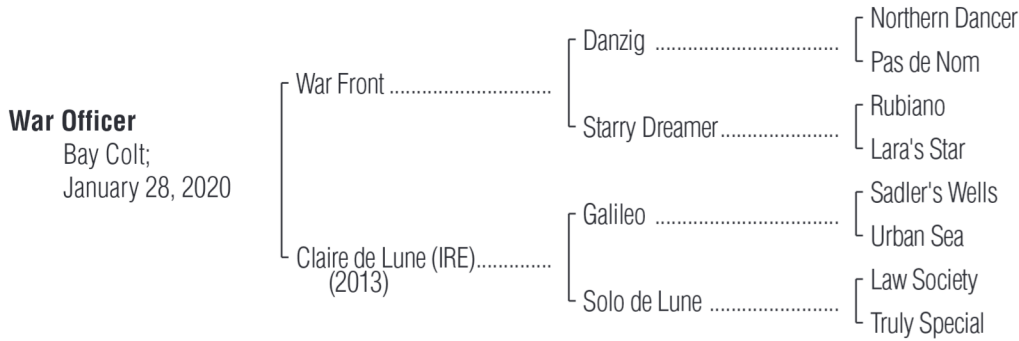 War Officer
Bay Colt;
January 28, 2020
War Front ..............................
Claire de Lune (IRE)..............
(2013)
Danzig ..................................
Starry Dreamer......................
Galileo ..................................
Solo de Lune ........................
Northern Dancer
Pas de Nom
Rubiano
Lara's Star
Sadler's Wells
Urban Sea
Law Society
Truly Special